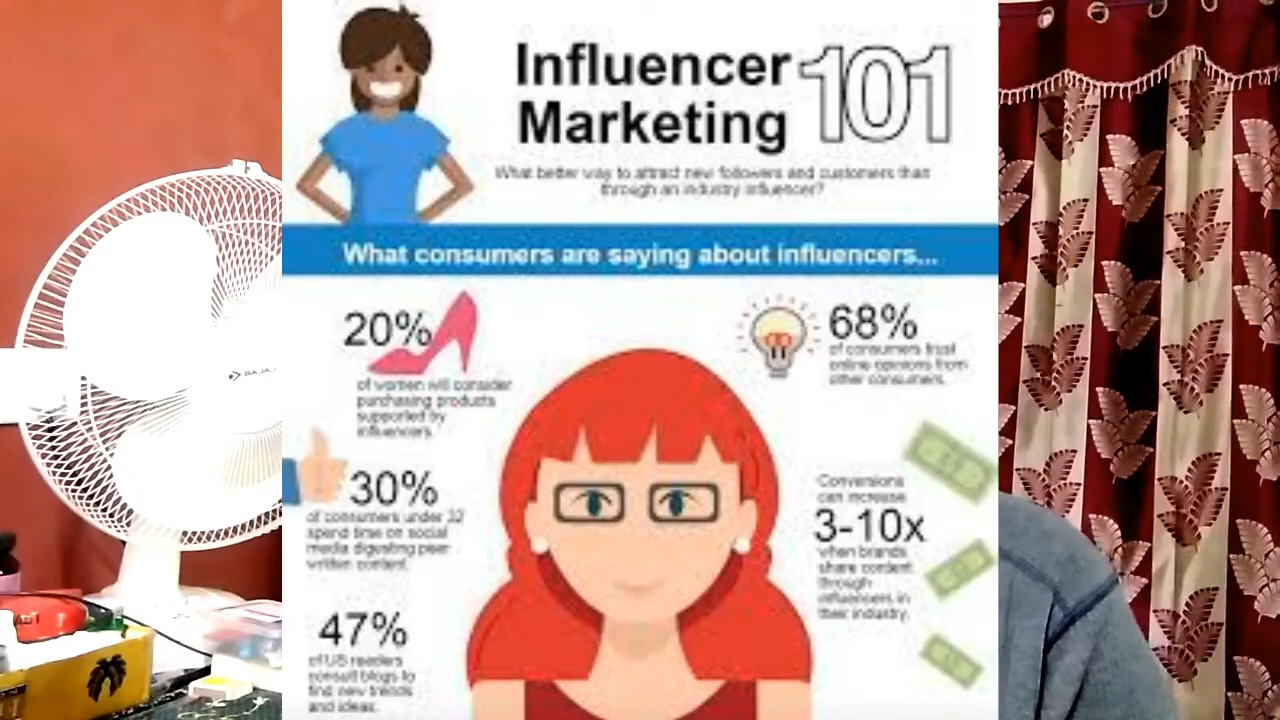 Influencer
Marketing
101
What better way to attract new followers and customers than
through an industry influencer?
What consumers are saying about influencers...
20%
of women will consider
purchasing products
supported by
influencers.
68%
of consumers trust
online opinions from
other consumers.
30%
of consumers under 32
spend time on social
media digesting peer
written content.
Conversions
can increase
3-10x
when brands
share content
through
influencers in
their industry.
47%
of US readers
consult blogs to
find new trends
and ideas.